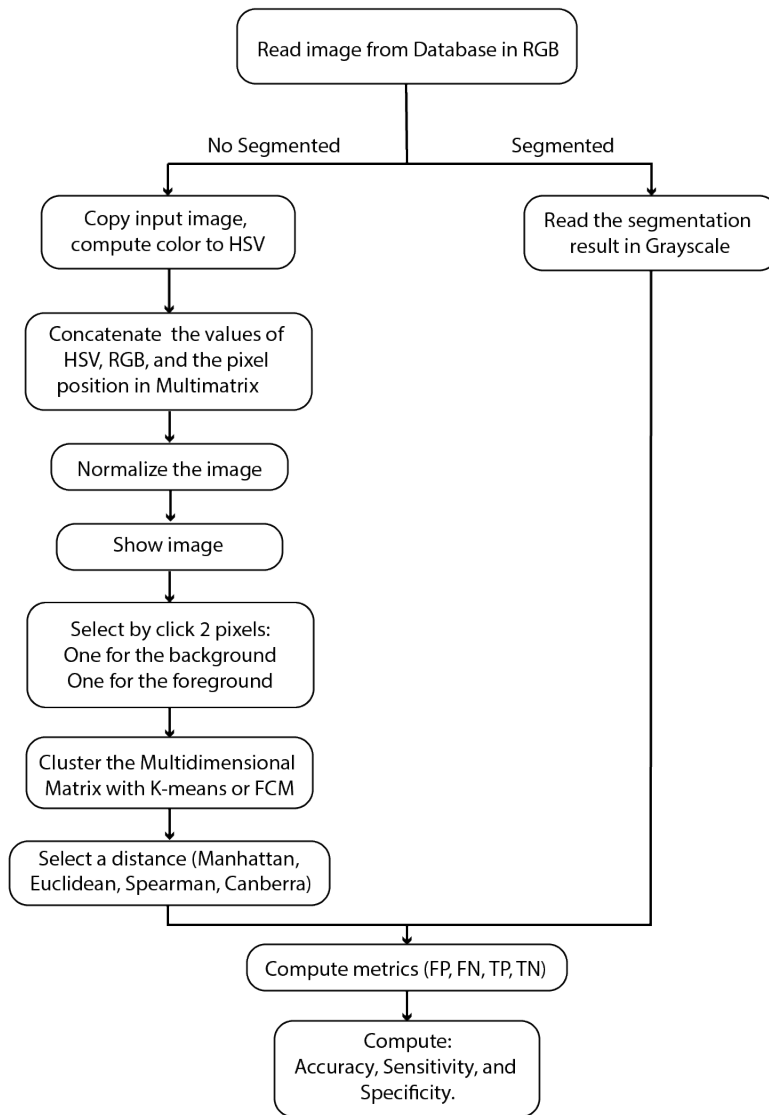 Read image from Database in RGB
No Segmented
Segmented
Copy input image,
compute color to HSV
Read the segmentation
result in Grayscale
Concatenate the values of
HSV, RGB, and the pixel
position in Multimatrix
Normalize the image
Show image
Select by click 2 pixels:
One for the background
One for the foreground
Cluster the Multidimensional
Matrix with K-means or FCM
Select a distance (Manhattan,
Euclidean, Spearman, Canberra)
Compute metrics (FP, FN, TP, TN)
Compute:
Accuracy, Sensitivity, and
Specificity.